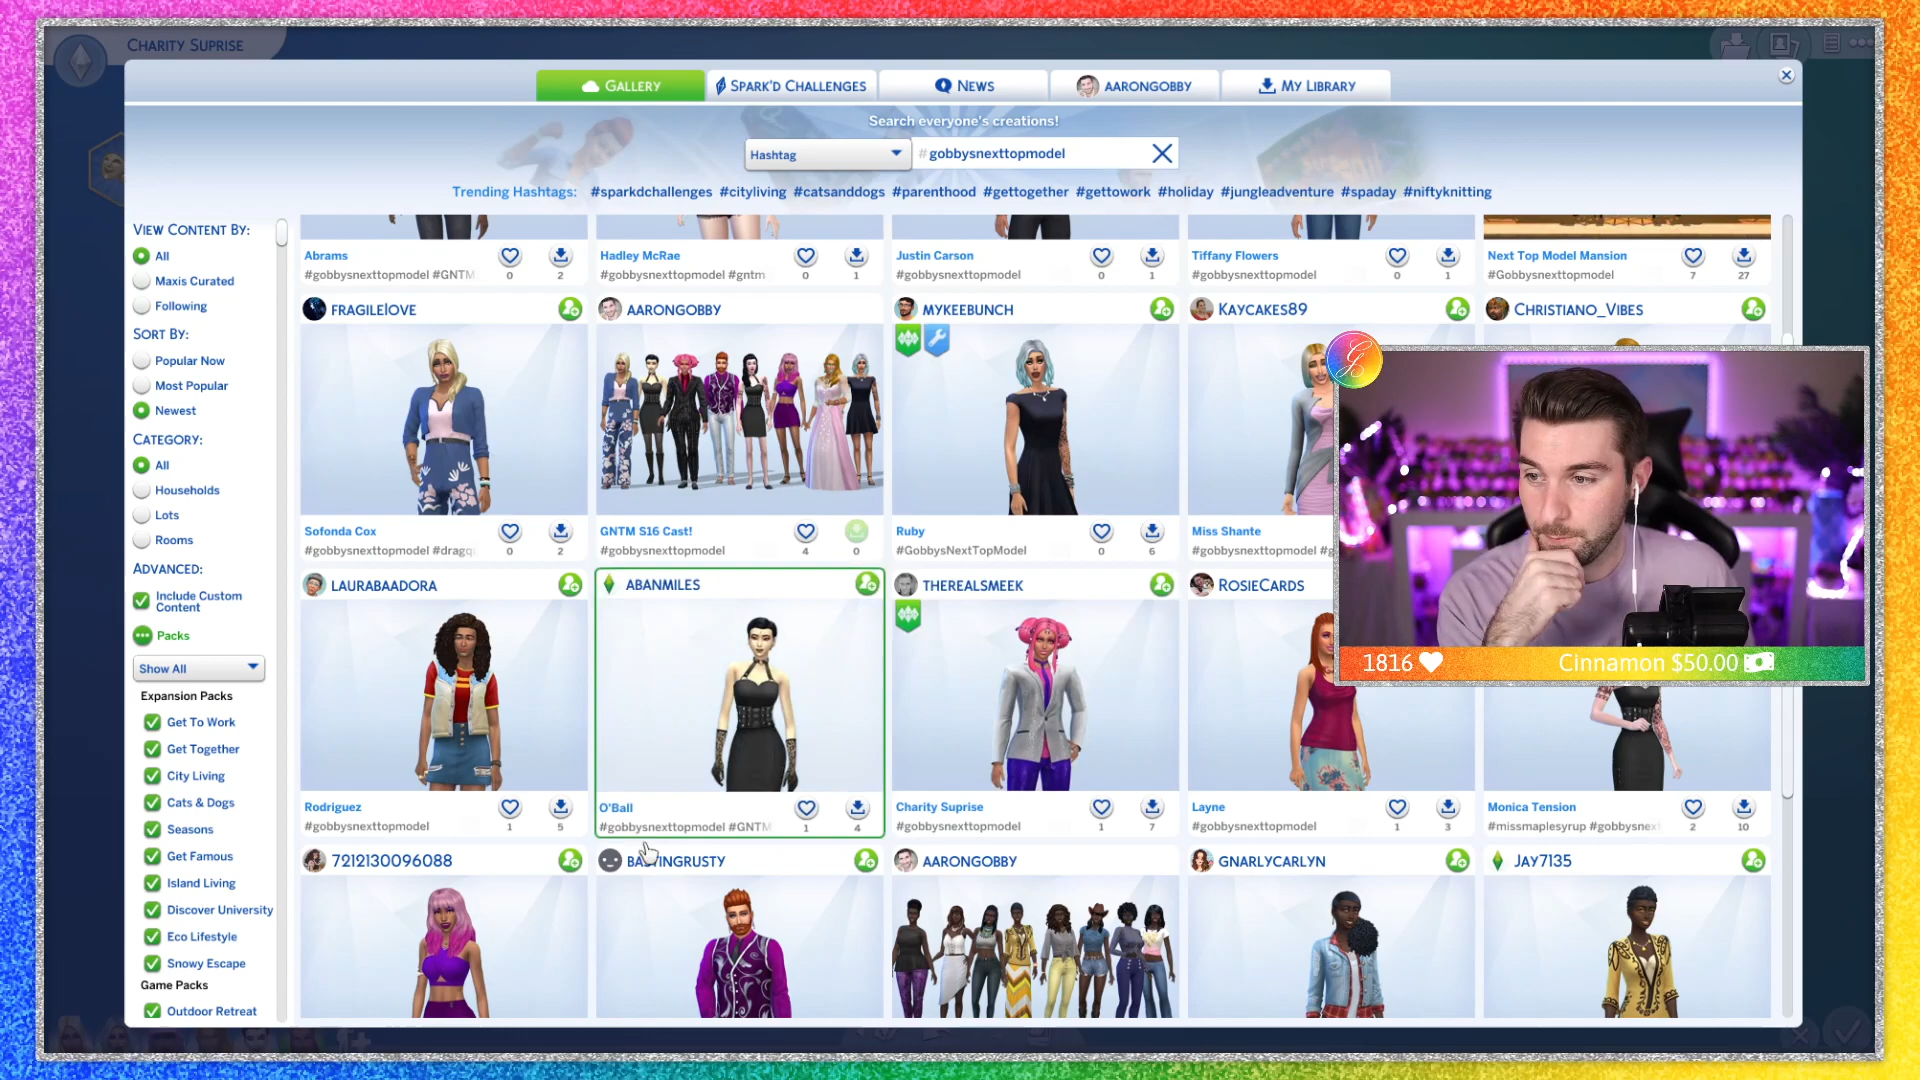 CHARITY SUPRISE
GALLERY
SPARK'D CHALLENGES
NEWS
AARONGOBBY
MY LIBRARY
Search everyone's creations!
Hashtag
#gobbysnexttopmodel
Trending Hashtags: #sparkdchallenges #cityliving #catsanddogs #parenthood #gettogether #gettowork #holiday #jungleadventure #spaday #niftyknitting
VIEW CONTENT BY:
All
Maxis Curated
Following
SORT BY:
Popular Now
Most Popular
Newest
CATEGORY:
All
Households
Lots
Rooms
ADVANCED:
Include Custom
Content
Packs
Show All
Expansion Packs
Get To Work
Get Together
City Living
Cats & Dogs
Seasons
Get Famous
Island Living
Discover University
Eco Lifestyle
Snowy Escape
Game Packs
Outdoor Retreat
Abrams
#gobbysnexttopmodel #GNTM
0 2
Hadley McRae
#gobbysnexttopmodel #gntm
0 1
Justin Carson
#gobbysnexttopmodel
0 1
Tiffany Flowers
#gobbysnexttopmodel
0 1
Next Top Model Mansion
#Gobbysnexttopmodel
7 27
FRAGILElOVE
Sofonda Cox
#gobbysnexttopmodel #dragq
0 2
AARONGOBBY
GNTM S16 Cast!
#gobbysnexttopmodel
4 0
MYKEEBUNCH
Ruby
#GobbysNextTopModel
0 6
KAYCAKES89
Miss Shante
#gobbysnexttopmodel #g
CHRISTIANO_VIBES
LAURABAADORA
Rodriguez
#gobbysnexttopmodel
1 5
ABANMILES
O'Ball
#gobbysnexttopmodel #GNTM
1 4
THEREALSMEEK
Charity Suprise
#gobbysnexttopmodel
1 7
ROSIECARDS
Layne
#gobbysnexttopmodel
1 3
Monica Tension
#missmaplesyrup #gobbysnex
2 10
1816
Cinnamon $50.00
7212130096088
AARONGOBBY
GNARLYCARLYN
JAY7135